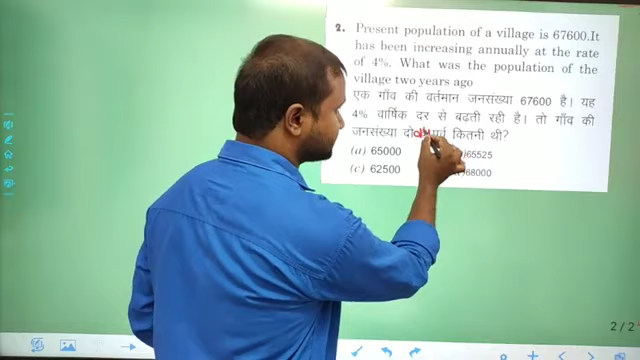 2. Present population of a village is 67600.It
has been increasing annually at the rate
of 4%. What was the population of the
village two years ago
एक गाँव की वर्तमान जनसंख्या 67600 है। यह
4% वार्षिक दर से बढती रही है। तो गाँव की
जनसंख्या दो पूर्व कितनी थी?
(a) 65000 65525
(c) 62500 68000
2/2